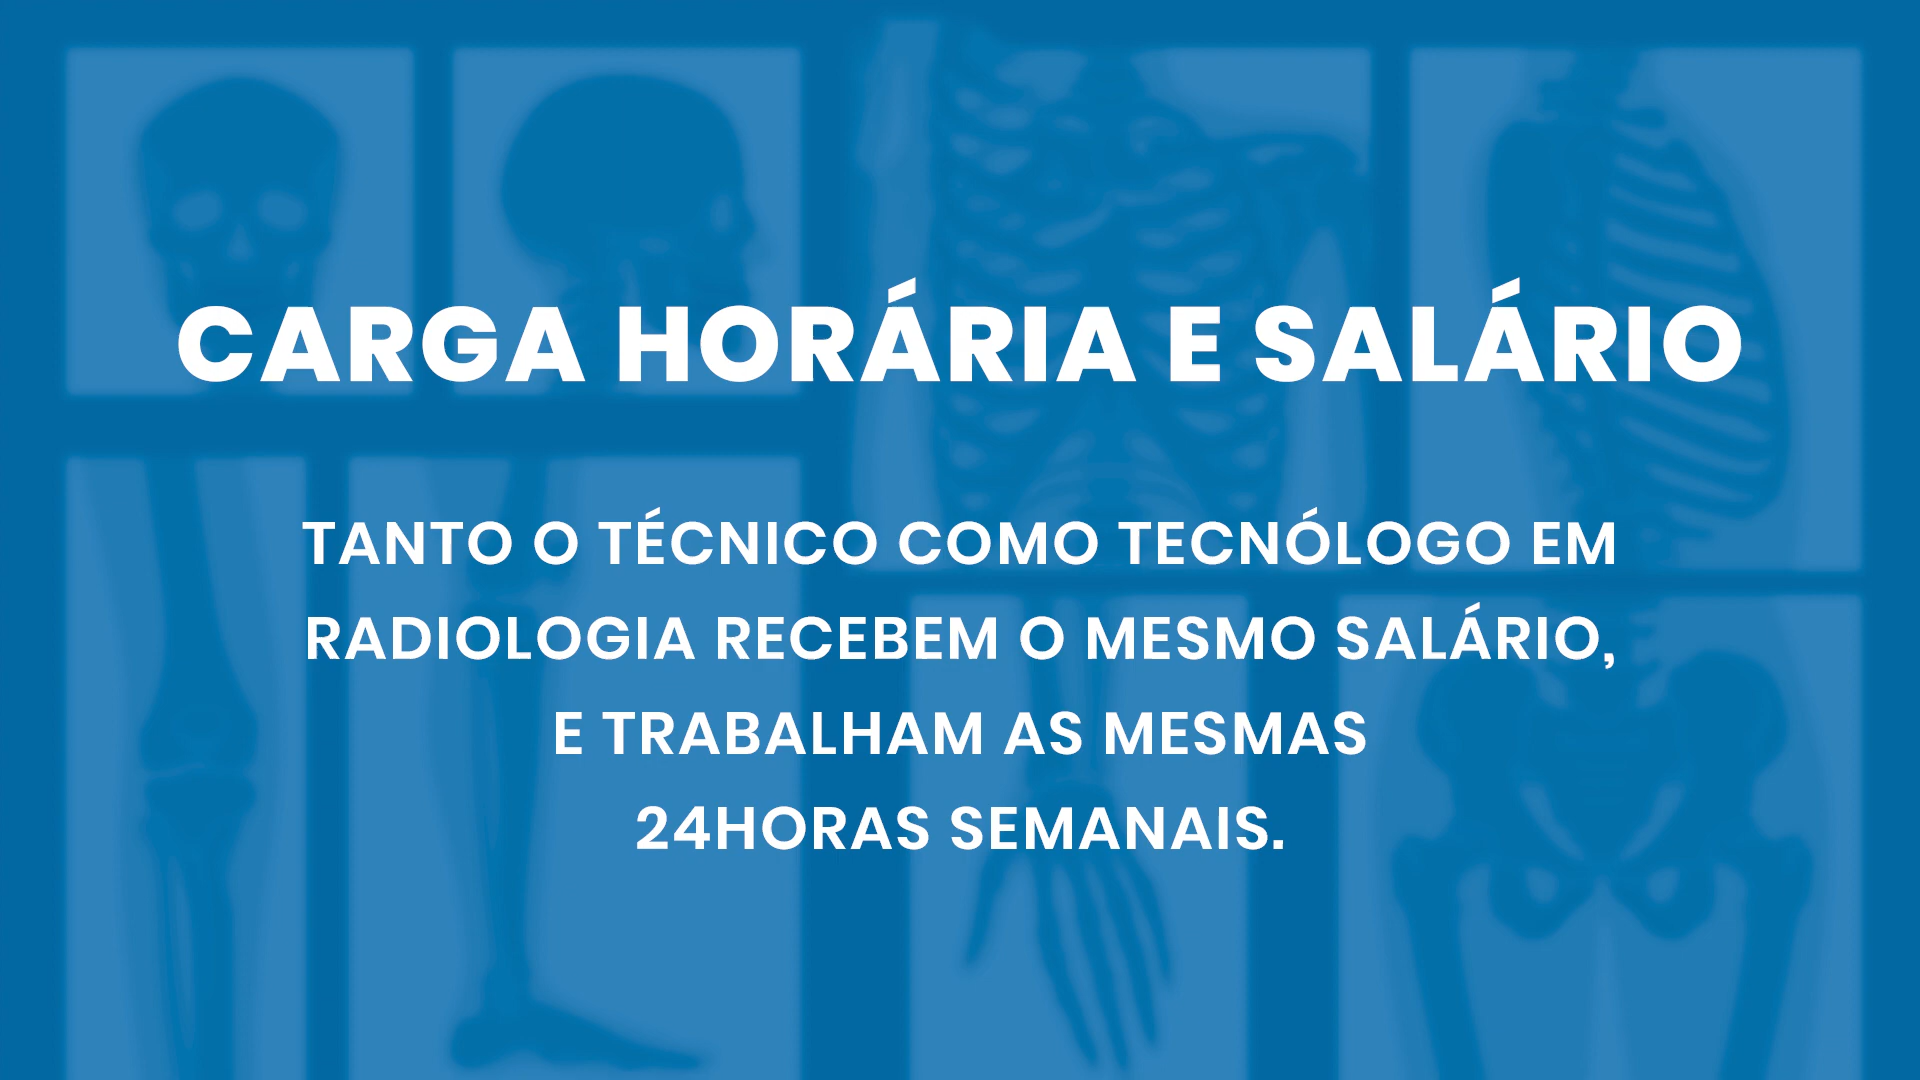 CARGA HORÁRIA E SALÁRIO
TANTO O TÉCNICO COMO TECNÓLOGO EM
RADIOLOGIA RECEBEM O MESMO SALÁRIO,
E TRABALHAM AS MESMAS
24HORAS SEMANAIS.